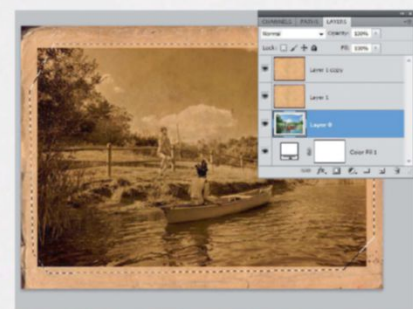 CHANNELS PATHS LAYERS
Normal Opacity: 100%
Lock: Fill: 100%
Layer 1 copy
Layer 1
Layer 0
Color Fill 1